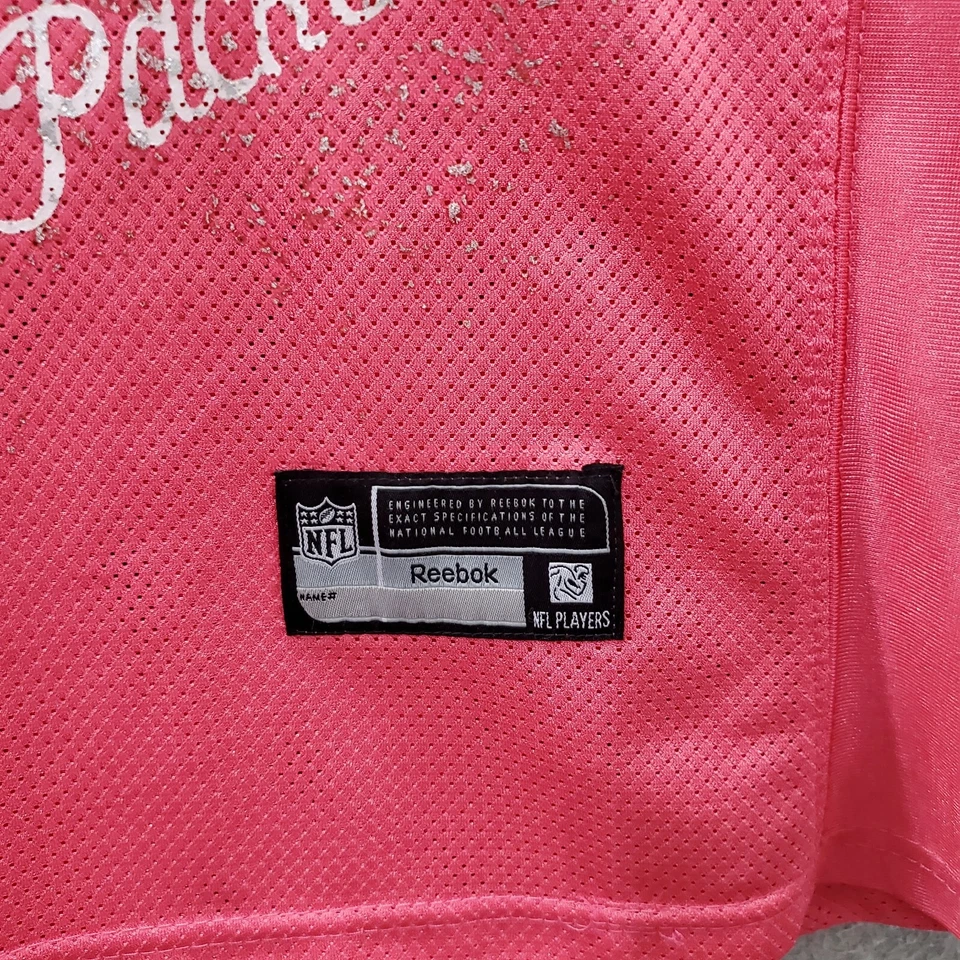 Pack
NFL
ENGINEERED BY REEBOK TO THE
EXACT SPECIFICATIONS OF THE
NATIONAL FOOTBALL LEAGUE
Reebok
NAME#
NFL PLAYERS